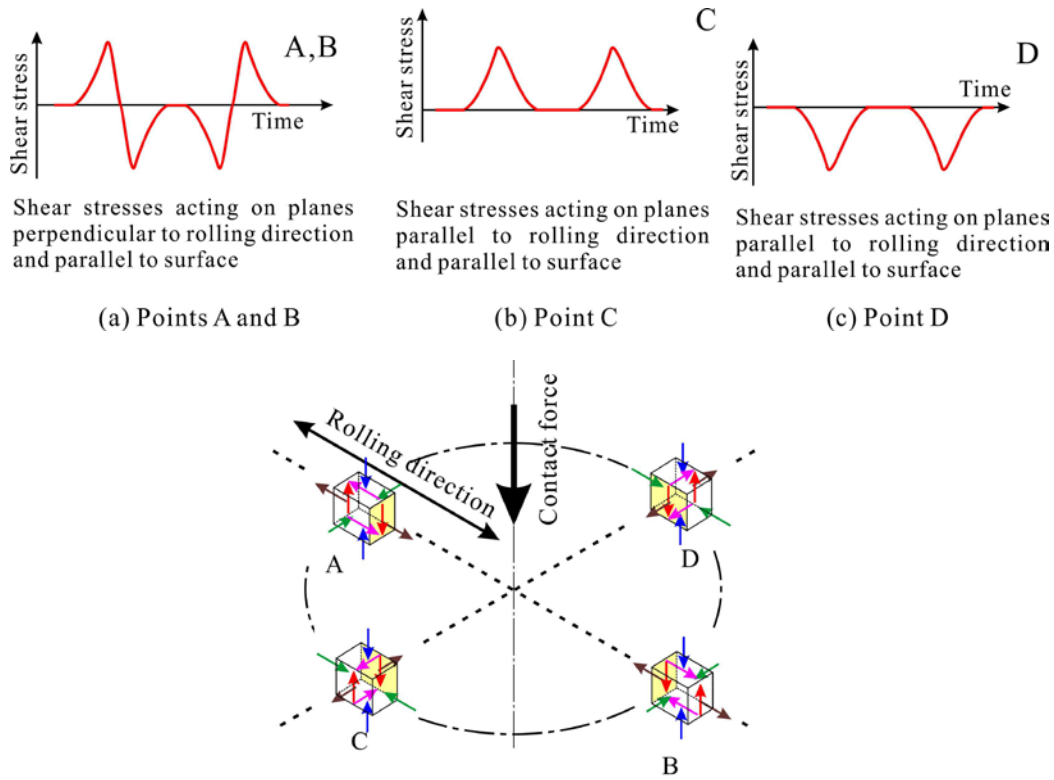 Shear stress
A,B
Time
Shear stresses acting on planes
perpendicular to rolling direction
and parallel to surface
(a) Points A and B
Shear stress
C
Time
Shear stresses acting on planes
parallel to rolling direction
and parallel to surface
(b) Point C
Shear stress
D
Time
Shear stresses acting on planes
parallel to rolling direction
and parallel to surface
(c) Point D
Rolling direction
Contact force
A
D
C
B